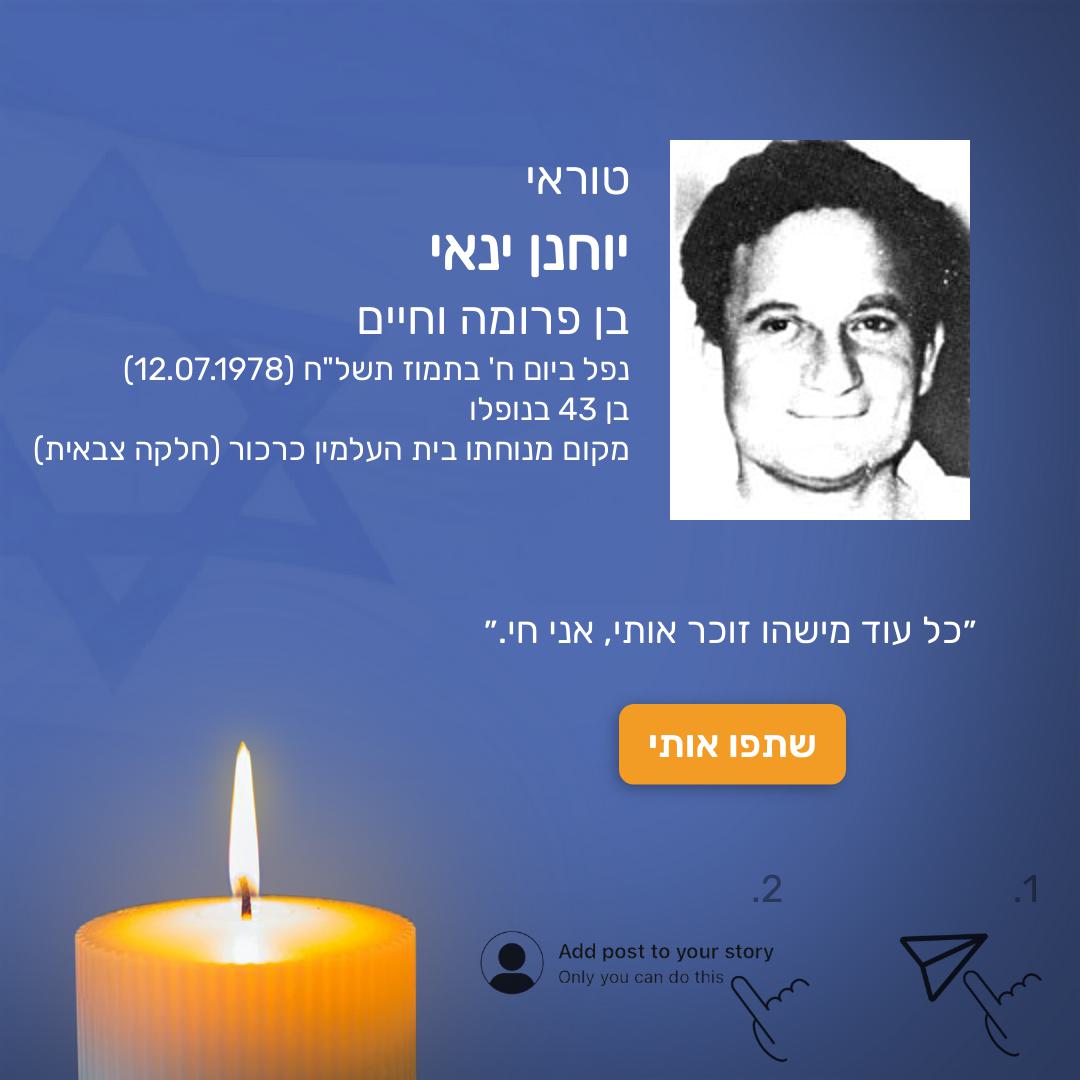 טוראי
יוחנן ינאי
בן פרומה וחיים
נפל ביום ח' בתמוז תשל"ח (12.07.1978)
בן 43 בנופלו
מקום מנוחתו בית העלמין כרכור (חלקה צבאית)
״כל עוד מישהו זוכר אותי, אני חי.״
שתפו אותי
1.
2.
Add post to your story
Only you can do this